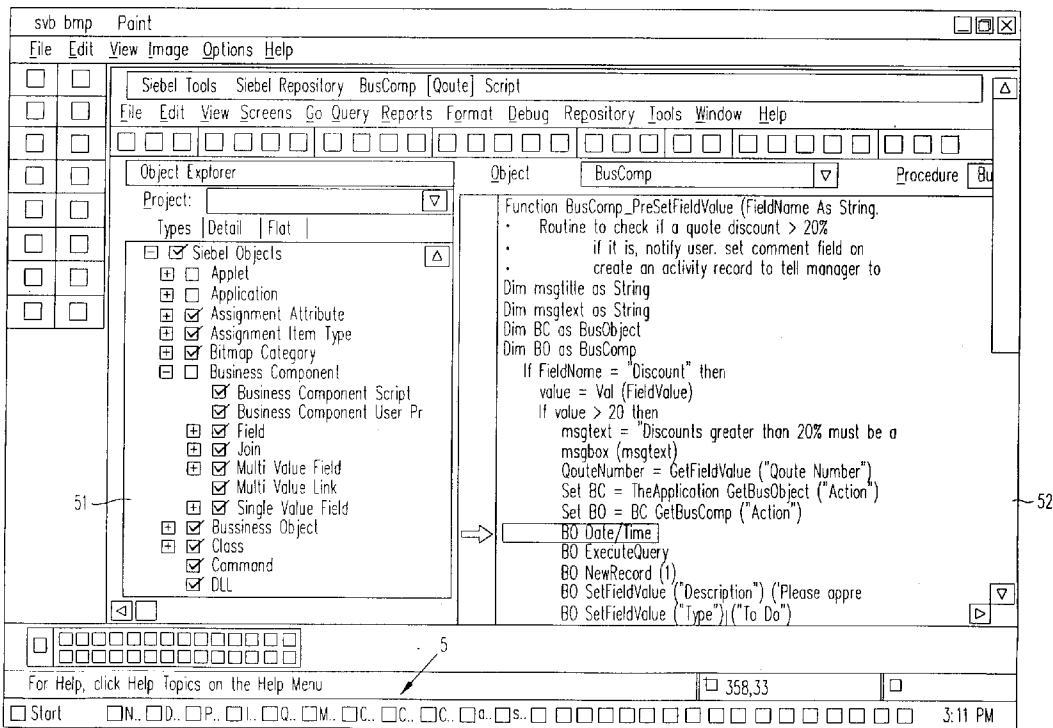 svb bmp Paint
File Edit View Image Options Help
Siebel Tools Siebel Repository BusComp [Qoute] Script
File Edit View Screens Go Query Reports Format Debug Repository Tools Window Help
Object Explorer
Project:
Types Detail Flat
Siebel Objects
Applet
Application
Assignment Attribute
Assignment Item Type
Bitmap Category
Business Component
Business Component Script
Business Component User Pr
Field
Join
Multi Value Field
Multi Value Link
Single Value Field
Bussiness Object
Class
Command
DLL
51
Object BusComp Procedure Bu
Function BusComp_PreSetFieldValue (FieldName As String.
· Routine to check if a quote discount > 20%
· if it is, notify user. set comment field on
· create an activity record to tell manager to
Dim msgtitle as String
Dim msgtext as String
Dim BC as BusObject
Dim BO as BusComp
If FieldName = "Discount" then
value = Val (FieldValue)
If value > 20 then
msgtext = "Discounts greater than 20% must be a
msgbox (msgtext)
QouteNumber = GetFieldValue ("Qoute Number")
Set BC = TheApplication GetBusObject ("Action")
Set BO = BC GetBusComp ("Action")
BO Date/Time
BO ExecuteQuery
BO NewRecord (1)
BO SetFieldValue ("Description") ('Please appre
BO SetFieldValue ("Type") ("To Do")
52
5
For Help, click Help Topics on the Help Menu 358,33
Start N.. D.. P.. I.. Q.. M.. C.. C.. C.. a.. s.. 3:11 PM